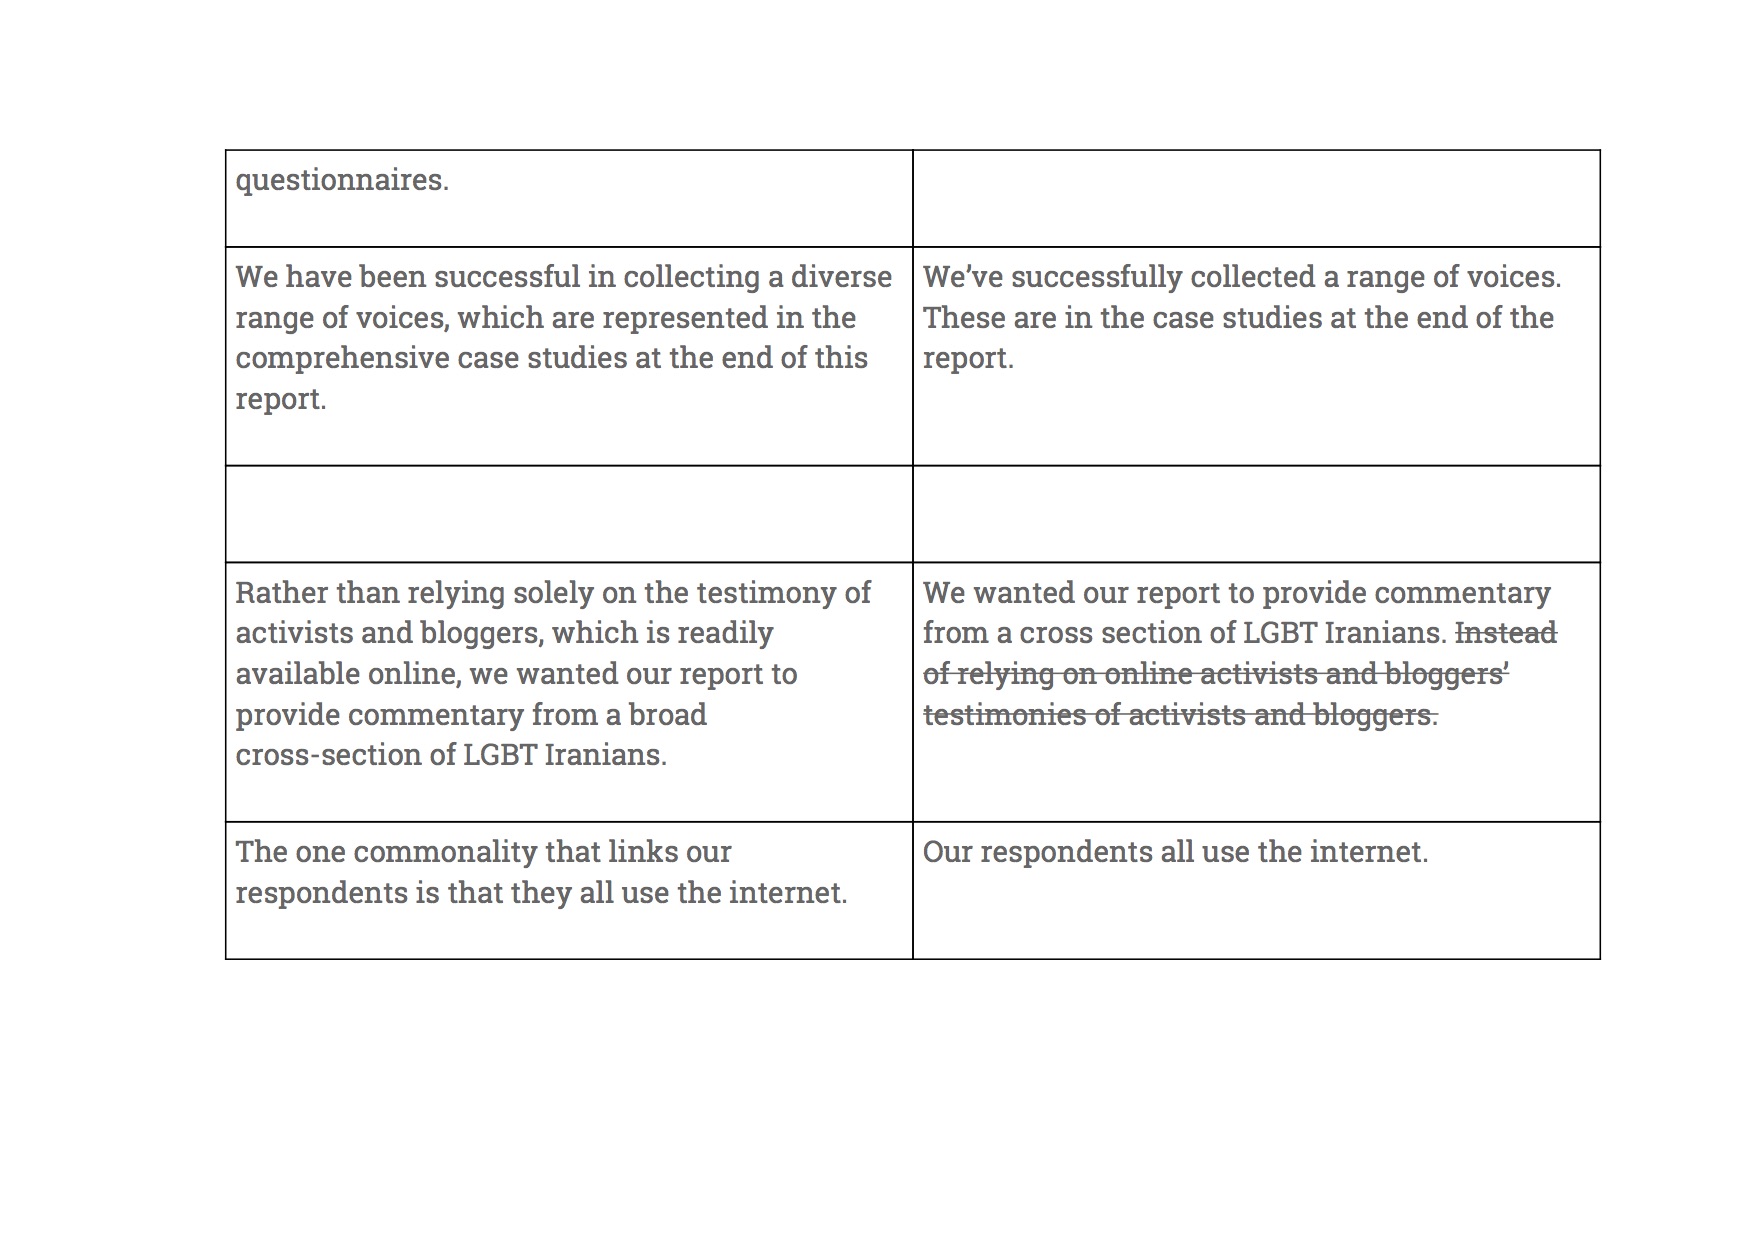 questionnaires.
We have been successful in collecting a diverse
range of voices, which are represented in the
comprehensive case studies at the end of this
report.
We’ve successfully collected a range of voices.
These are in the case studies at the end of the
report.
Rather than relying solely on the testimony of
activists and bloggers, which is readily
available online, we wanted our report to
provide commentary from a broad
cross-section of LGBT Iranians.
We wanted our report to provide commentary
from a cross section of LGBT Iranians. Instead
of relying on online activists and bloggers’
testimonies of activists and bloggers.
The one commonality that links our
respondents is that they all use the internet.
Our respondents all use the internet.